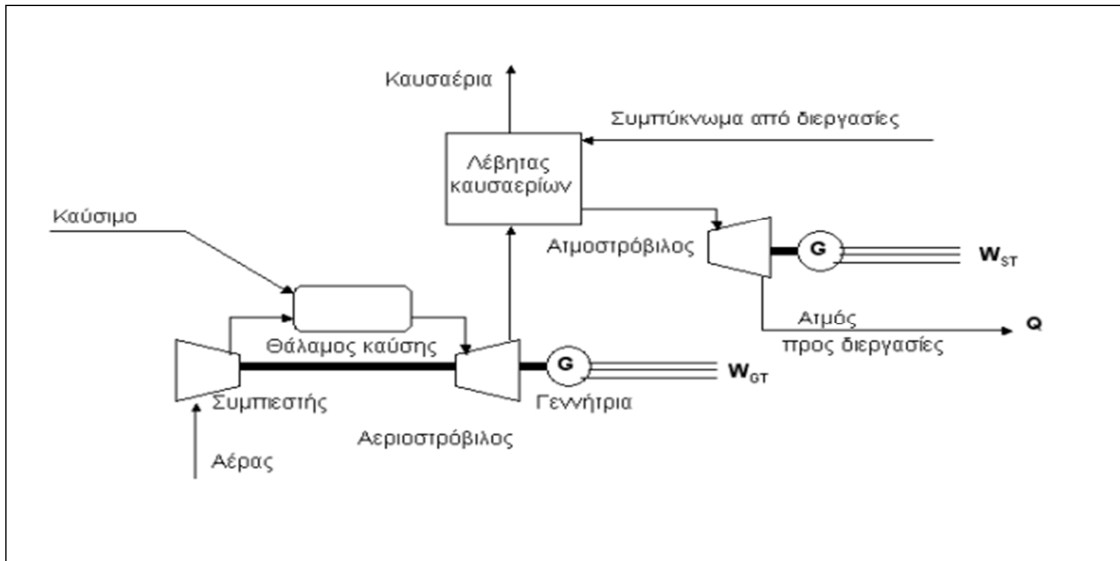 Καυσαέρια
Συμπύκνωμα από διεργασίες
Λέβητας
καυσαερίων
Καύσιμο
Ατμοστρόβιλος
G
W_ST
Ατμός
προς διεργασίες
Q
Θάλαμος καύσης
G
W_GT
Συμπιεστής
Γεννήτρια
Αεριοστρόβιλος
Αέρας